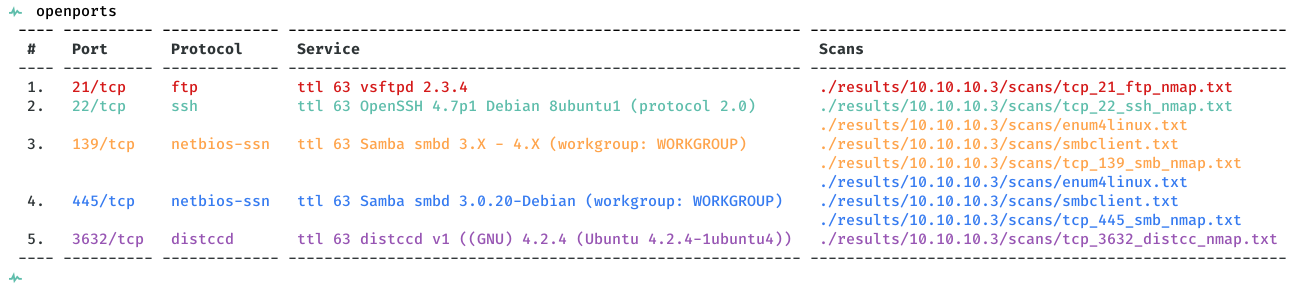 openports
---- ---------- ------------- --------------------------------------------------------- -----------------------------------------------------
# Port Protocol Service Scans
---- ---------- ------------- --------------------------------------------------------- -----------------------------------------------------
1. 21/tcp ftp ttl 63 vsftpd 2.3.4 ./results/10.10.10.3/scans/tcp_21_ftp_nmap.txt
2. 22/tcp ssh ttl 63 OpenSSH 4.7p1 Debian 8ubuntu1 (protocol 2.0) ./results/10.10.10.3/scans/tcp_22_ssh_nmap.txt
./results/10.10.10.3/scans/enum4linux.txt
3. 139/tcp netbios-ssn ttl 63 Samba smbd 3.X - 4.X (workgroup: WORKGROUP) ./results/10.10.10.3/scans/smbclient.txt
./results/10.10.10.3/scans/tcp_139_smb_nmap.txt
./results/10.10.10.3/scans/enum4linux.txt
4. 445/tcp netbios-ssn ttl 63 Samba smbd 3.0.20-Debian (workgroup: WORKGROUP) ./results/10.10.10.3/scans/smbclient.txt
./results/10.10.10.3/scans/tcp_445_smb_nmap.txt
5. 3632/tcp distccd ttl 63 distccd v1 ((GNU) 4.2.4 (Ubuntu 4.2.4-1ubuntu4)) ./results/10.10.10.3/scans/tcp_3632_distcc_nmap.txt
---- ---------- ------------- --------------------------------------------------------- -----------------------------------------------------